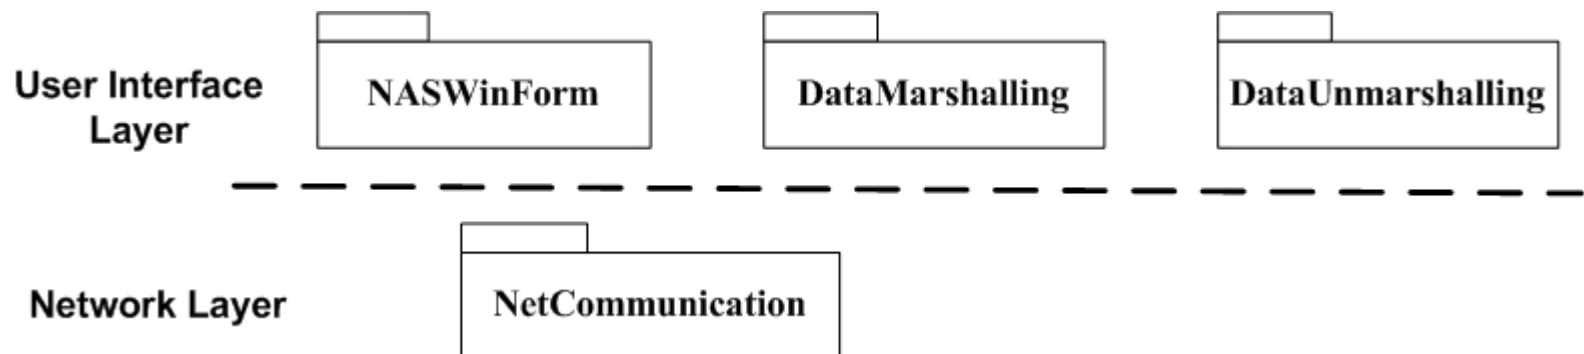 User Interface
Layer
NASWinForm
DataMarshalling
DataUnmarshalling
Network Layer
NetCommunication